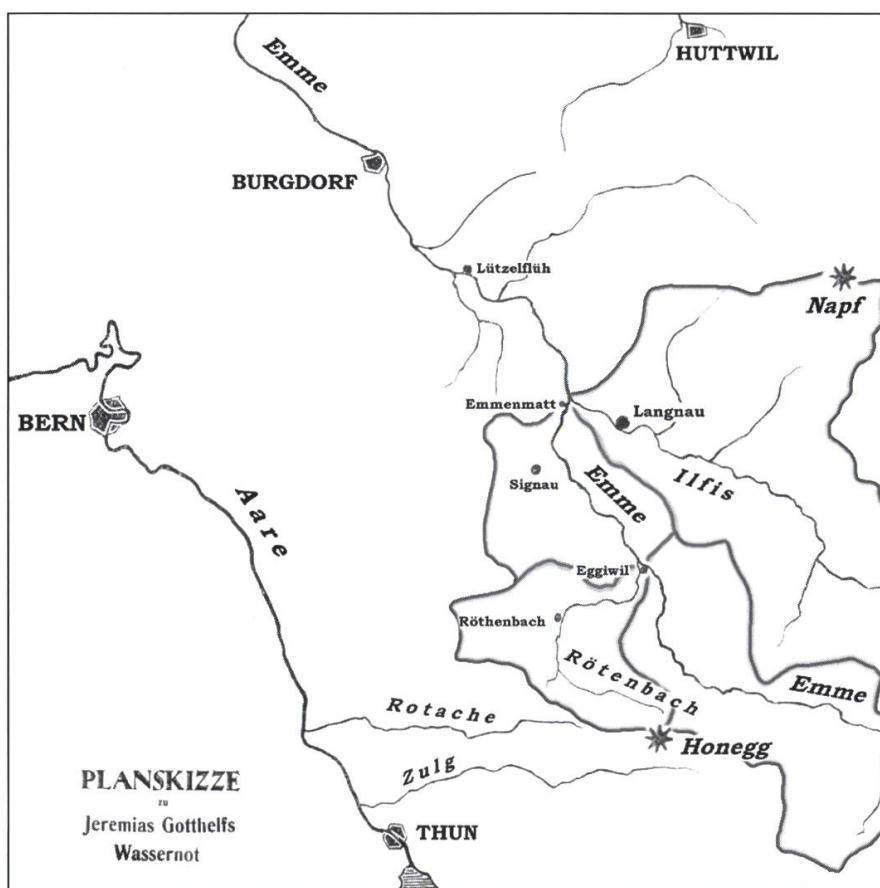 Emme
HUTTWIL
BURGDORF
Lützelflüh
Napf
Emmenmatt
Langnau
BERN
Signau
Emme
Ilfis
Aare
Eggiwil
Röthenbach
Rötenbach
Emme
Rotache
Honegg
Zulg
PLANSKIZZE
zu
Jeremias Gotthelfs
Wassernot
THUN